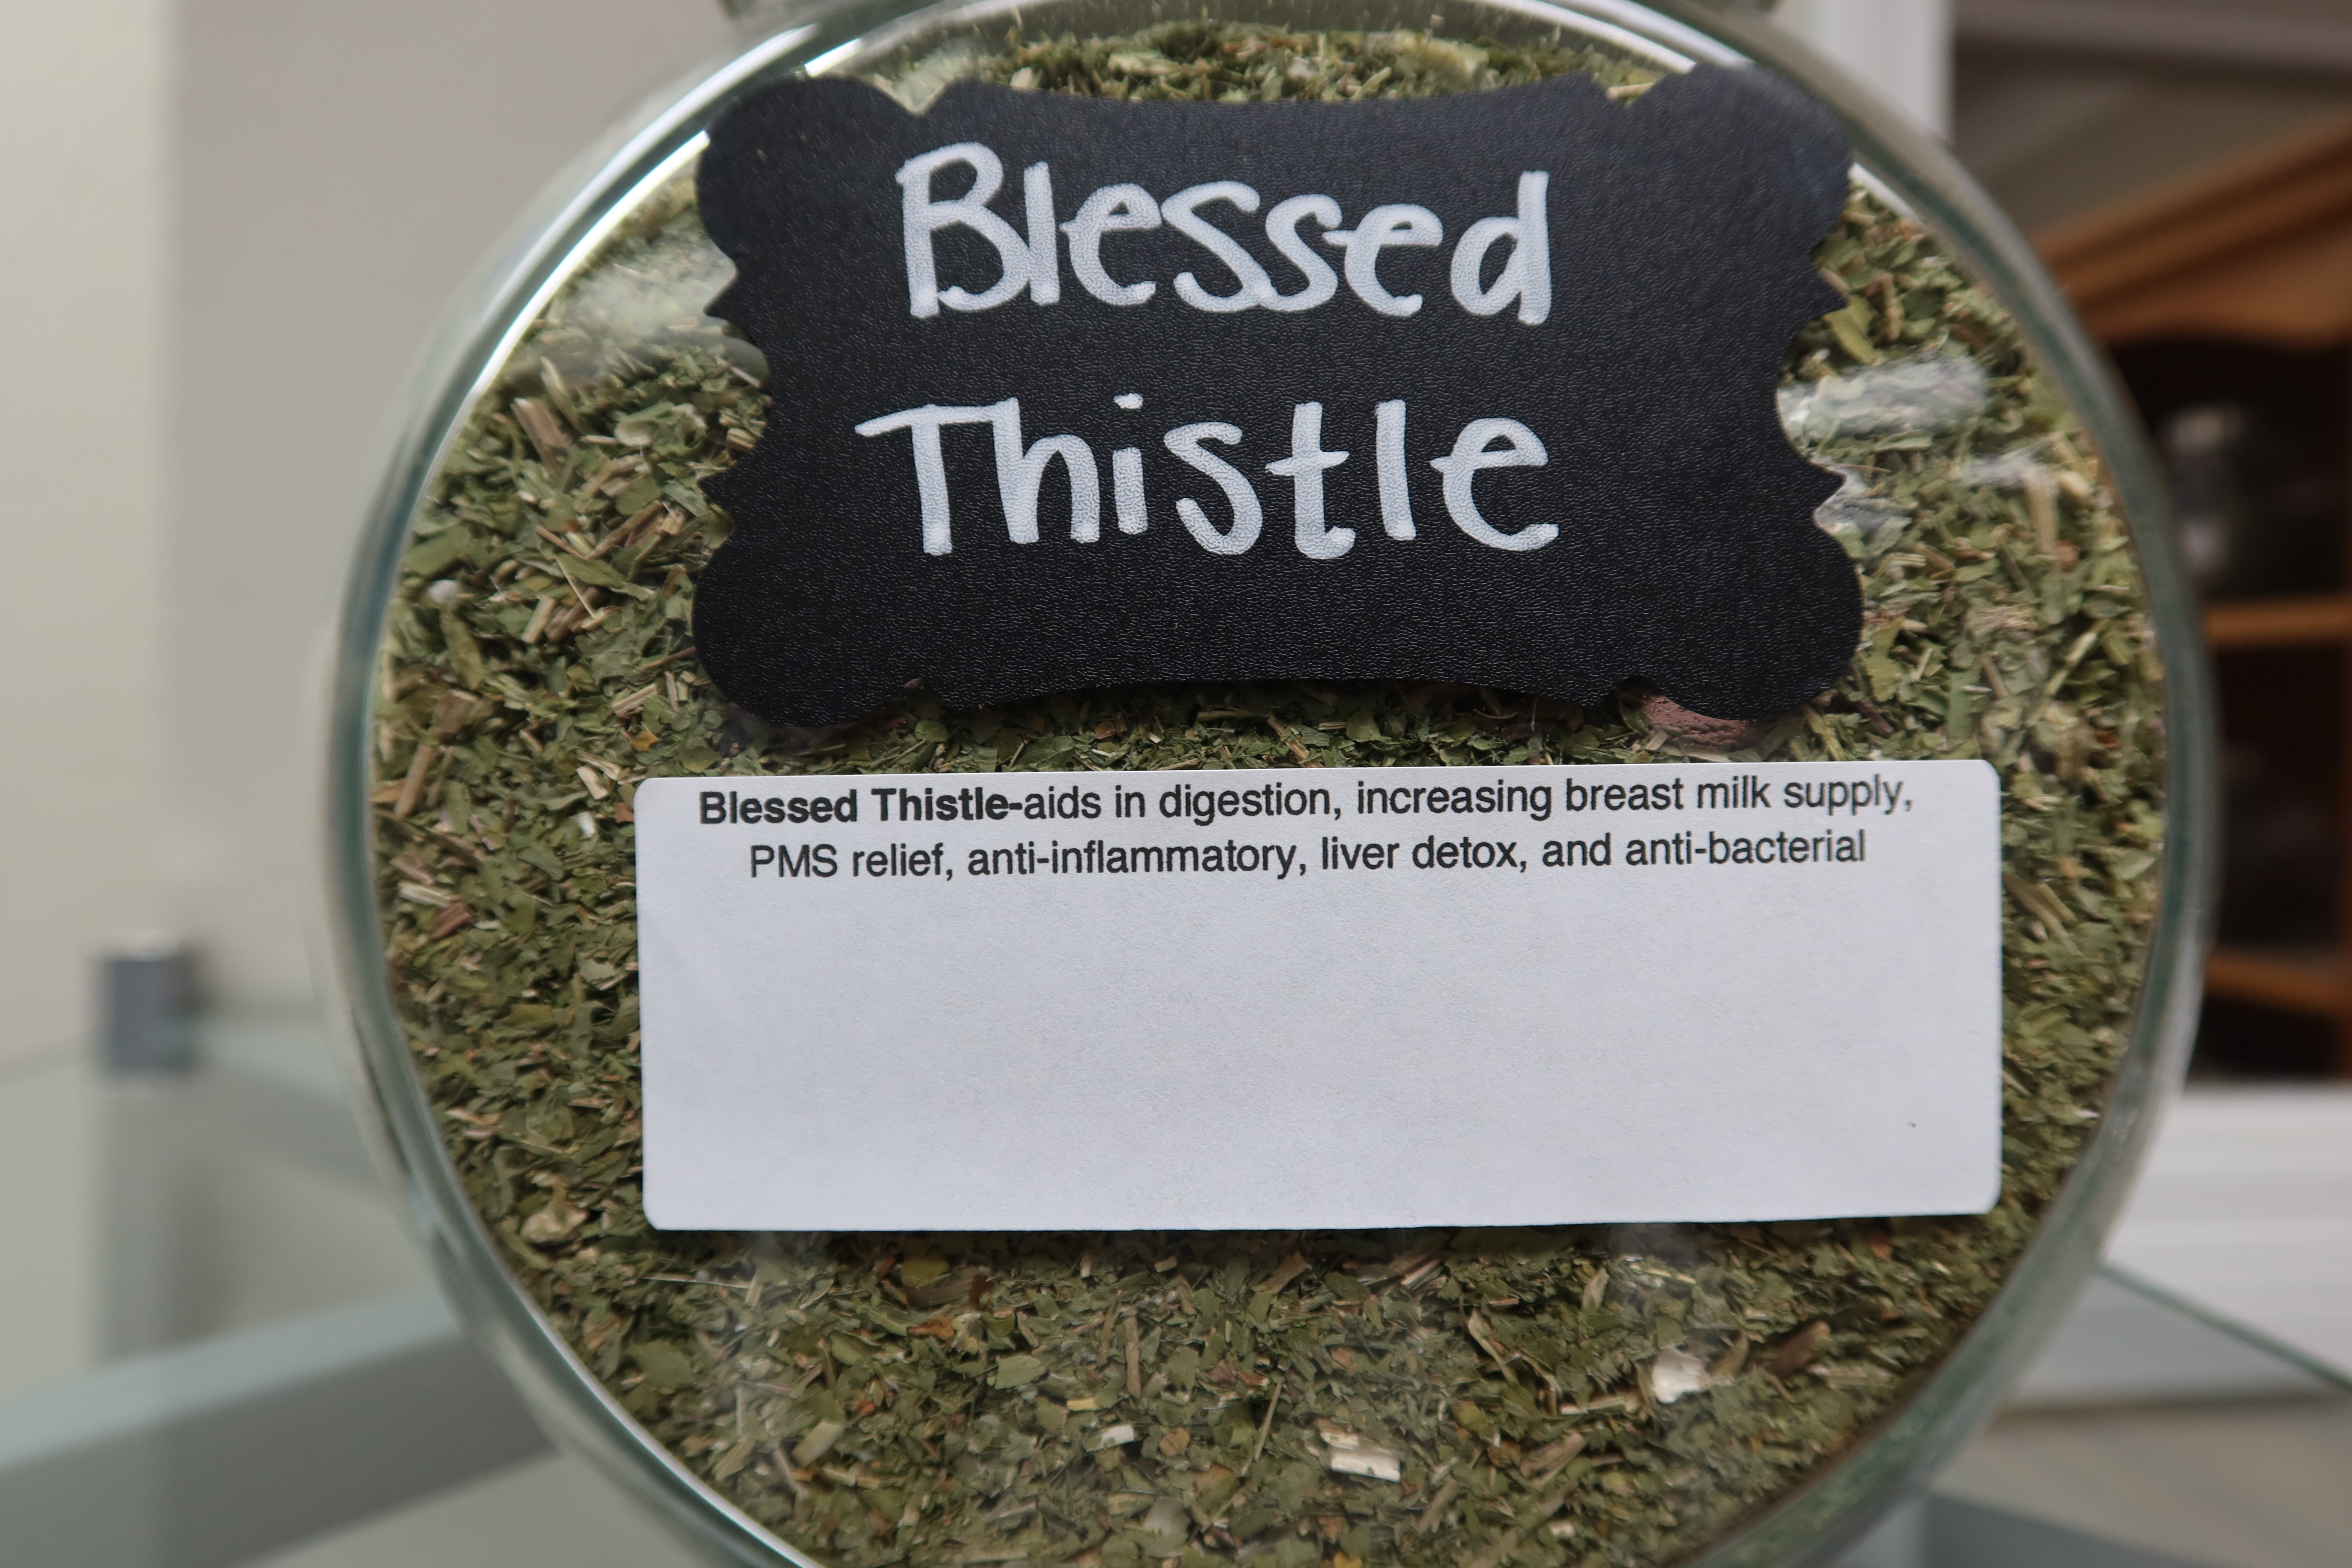 Blessed
Thistle
Blessed Thistle-aids in digestion, increasing breast milk supply,
PMS relief, anti-inflammatory, liver detox, and anti-bacterial